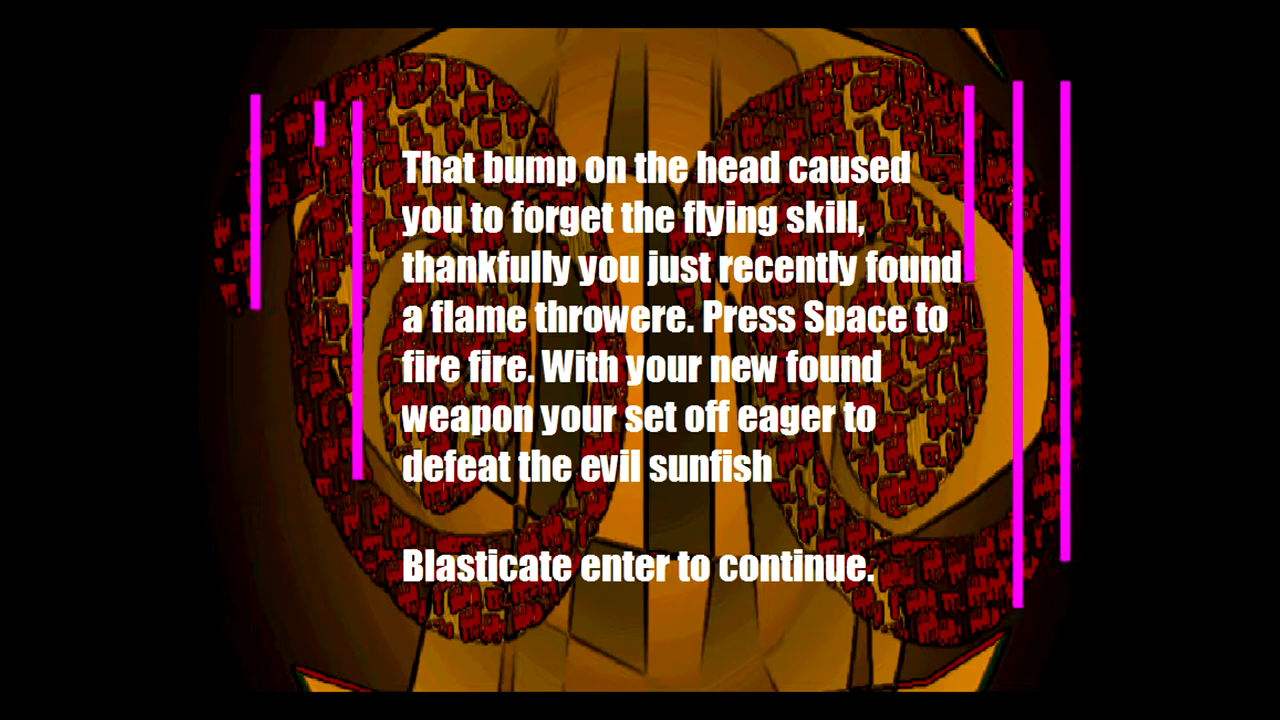 That bump on the head caused
you to forget the flying skill,
thankfully you just recently found
a flame throwere. Press Space to
fire fire. With your new found
weapon your set off eager to
defeat the evil sunfish
Blasticate enter to continue.